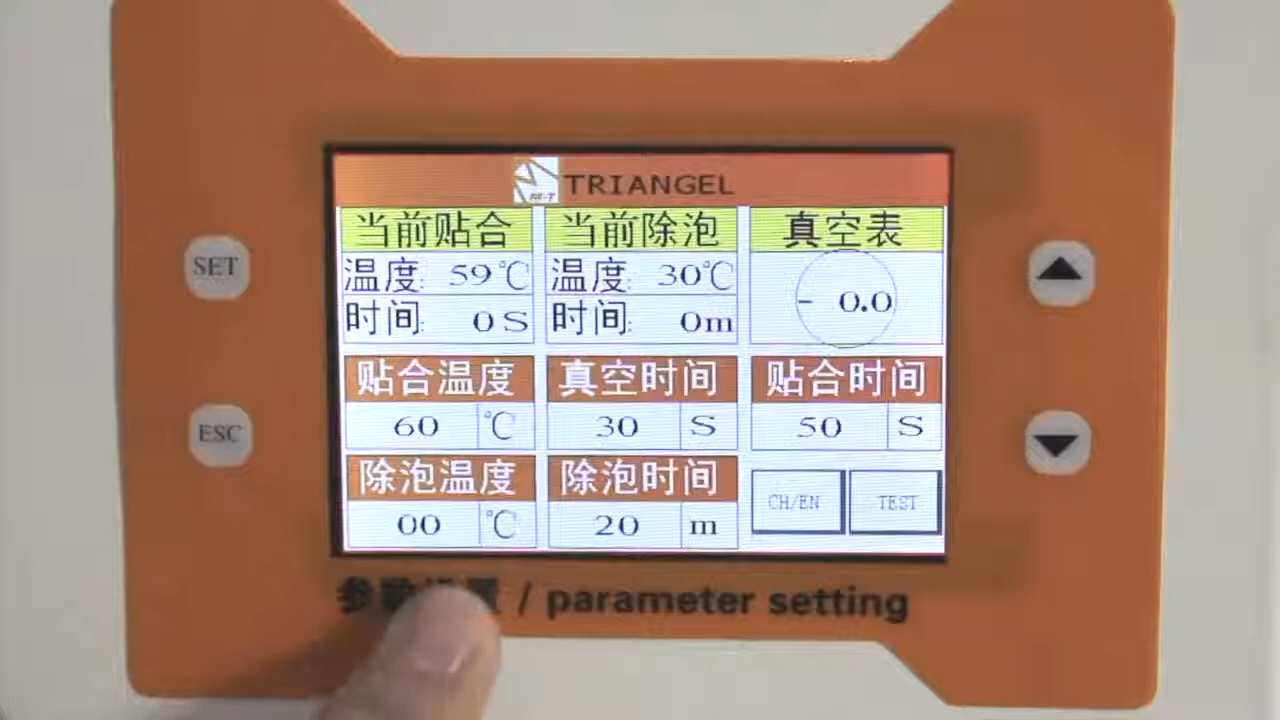 M-T TRIANGEL
当前贴合 当前除泡 真空表
温度: 59℃ 温度: 30℃ - 0.0
时间: 0S 时间: 0m
贴合温度 真空时间 贴合时间
60 ℃ 30 S 50 S
除泡温度 除泡时间
00 ℃ 20 m CH/EN TEST
SET
ESC
参数设置 / parameter setting